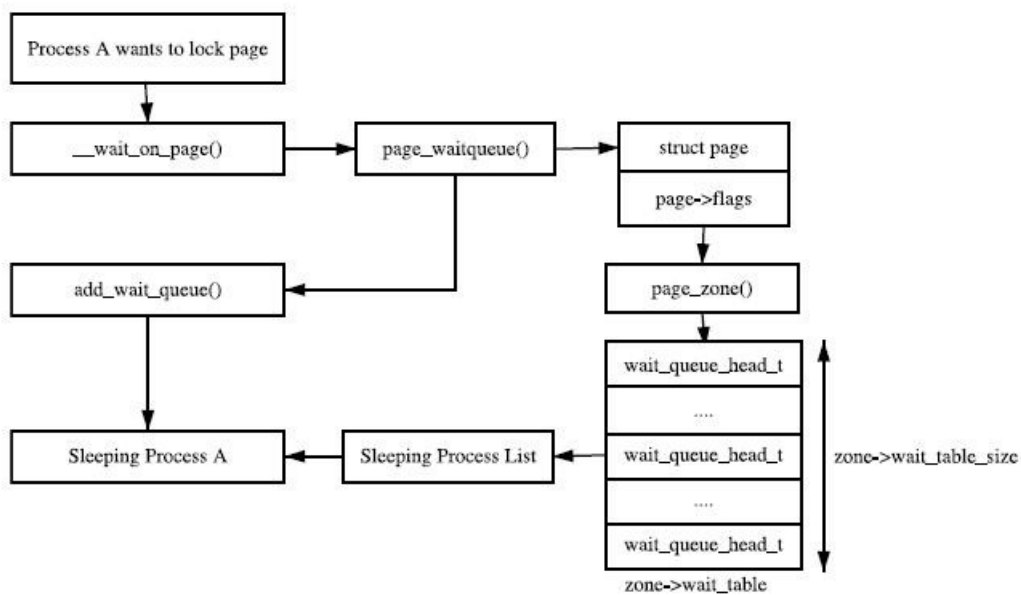 Process A wants to lock page
__wait_on_page()
page_waitqueue()
struct page
page->flags
add_wait_queue()
page_zone()
wait_queue_head_t
....
Sleeping Process A
Sleeping Process List
wait_queue_head_t
zone->wait_table_size
....
wait_queue_head_t
zone->wait_table